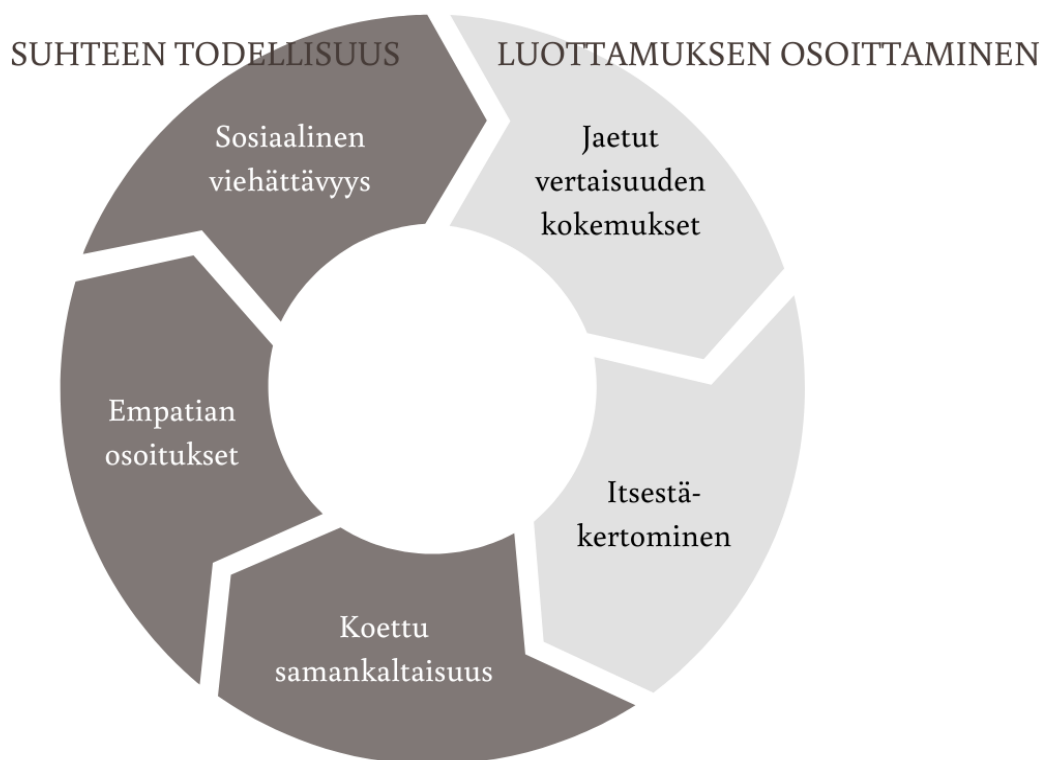 SUHTEEN TODELLISUUS
LUOTTAMUKSEN OSOITTAMINEN
Sosiaalinen
viehättävyys
Jaetut
vertaisuuden
kokemukset
Empatian
osoitukset
Itsestä-
kertominen
Koettu
samankaltaisuus